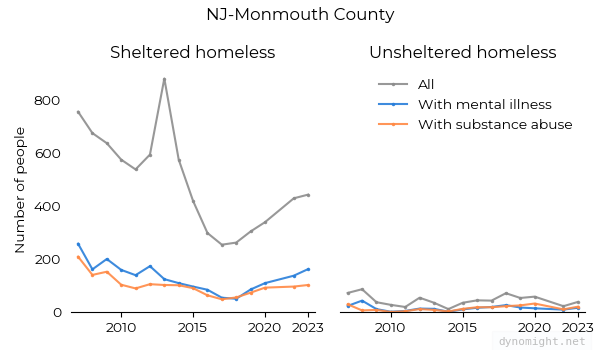 NJ-Monmouth County
Sheltered homeless
Unsheltered homeless
Number of people
800
600
400
200
0
2010
2015
2020
2023
All
With mental illness
With substance abuse
2010
2015
2020
2023
dynomight.net